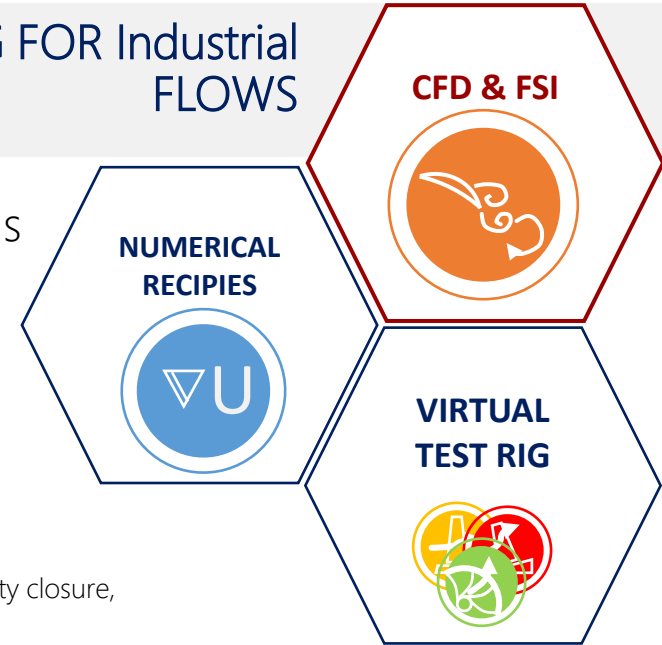 G FOR Industrial
FLOWS
CFD & FSI
S
NUMERICAL
RECIPIES
∇U
VIRTUAL
TEST RIG
ty closure,